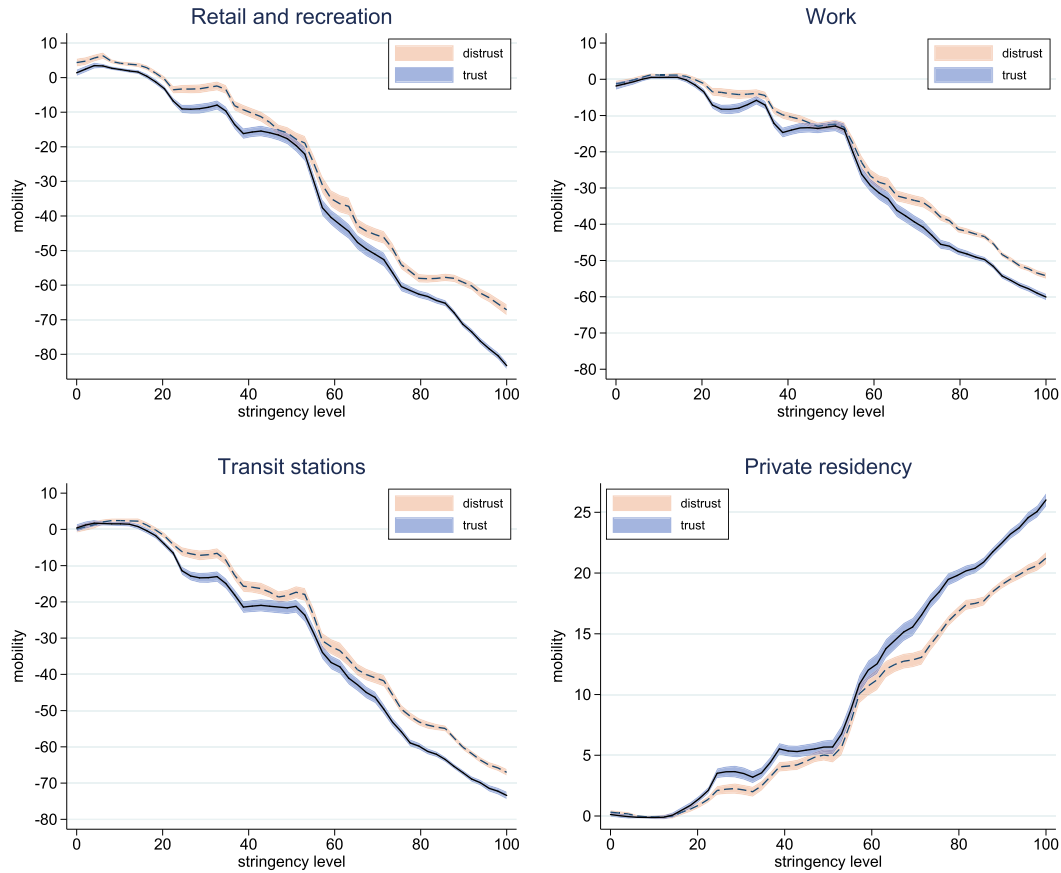 Retail and recreation
distrust
trust
10
0
-10
-20
-30
-40
-50
-60
-70
-80
mobility
0 20 40 60 80 100
stringency level
Work
distrust
trust
10
0
-10
-20
-30
-40
-50
-60
-70
-80
mobility
0 20 40 60 80 100
stringency level
Transit stations
distrust
trust
10
0
-10
-20
-30
-40
-50
-60
-70
-80
mobility
0 20 40 60 80 100
stringency level
Private residency
distrust
trust
25
20
15
10
5
0
mobility
0 20 40 60 80 100
stringency level